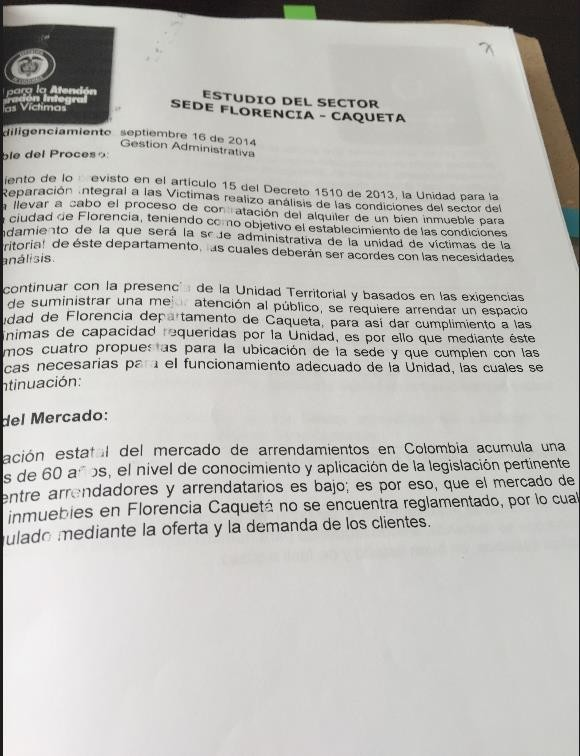 para la Atención
ración Integral
as Víctimas
ESTUDIO DEL SECTOR
SEDE FLORENCIA - CAQUETA
diligenciamiento septiembre 16 de 2014
ble del Proceso: Gestion Administrativa
iento de lo evisto en el artículo 15 del Decreto 1510 de 2013, la Unidad para la
Reparación integral a las Victimas realizo análisis de las condiciones del sector del
a llevar a cabo el proceso de contratación del alquiler de un bien inmueble para
ciudad de Florencia, teniendo como objetivo el establecimiento de las condiciones
ndamiento de la que será la sede administrativa de la unidad de víctimas de la
rritorial de éste departamento, las cuales deberán ser acordes con las necesidades
análisis.
continuar con la presencia de la Unidad Territorial y basados en las exigencias
de suministrar una mejor atención al público, se requiere arrendar un espacio
udad de Florencia departamento de Caqueta, para así dar cumplimiento a las
nimas de capacidad requeridas por la Unidad, es por ello que mediante éste
mos cuatro propuestas para la ubicación de la sede y que cumplen con las
cas necesarias para el funcionamiento adecuado de la Unidad, las cuales se
ntinuación:
del Mercado:
ación estatal del mercado de arrendamientos en Colombia acumula una
s de 60 años, el nivel de conocimiento y aplicación de la legislación pertinente
entre arrendadores y arrendatarios es bajo; es por eso, que el mercado de
inmuebles en Florencia Caquetá no se encuentra reglamentado, por lo cual
ulado mediante la oferta y la demanda de los clientes.